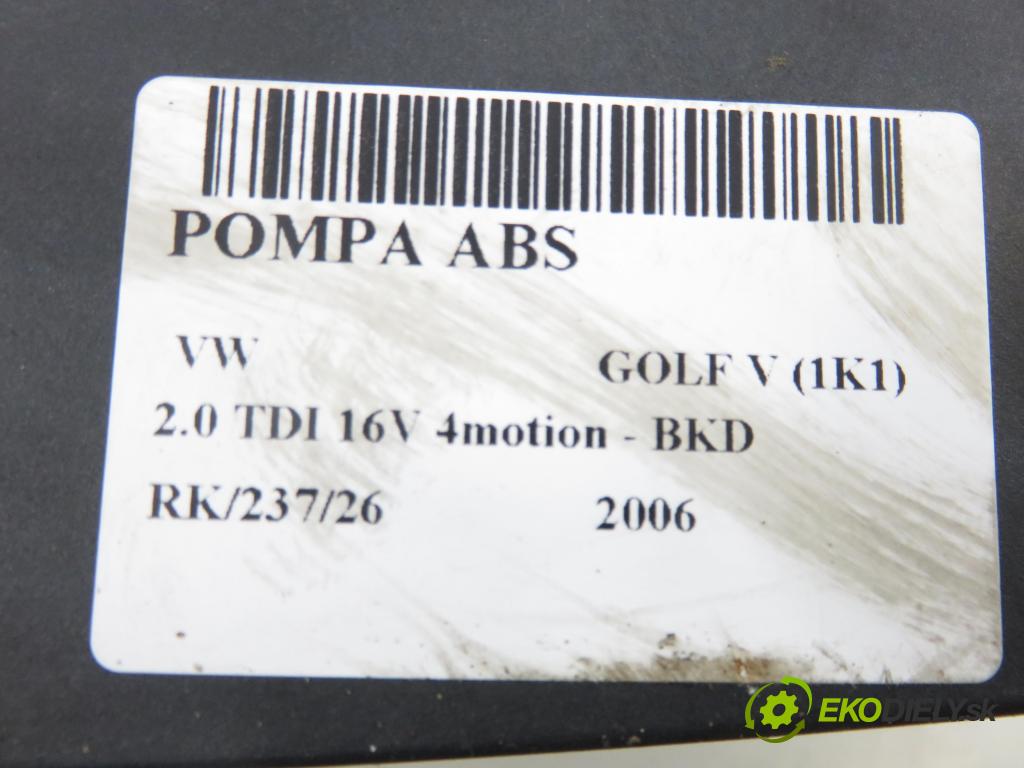 POMPA ABS
VW GOLF V (1K1)
2.0 TDI 16V 4motion - BKD
RK/237/26 2006
EKODIELY.sk